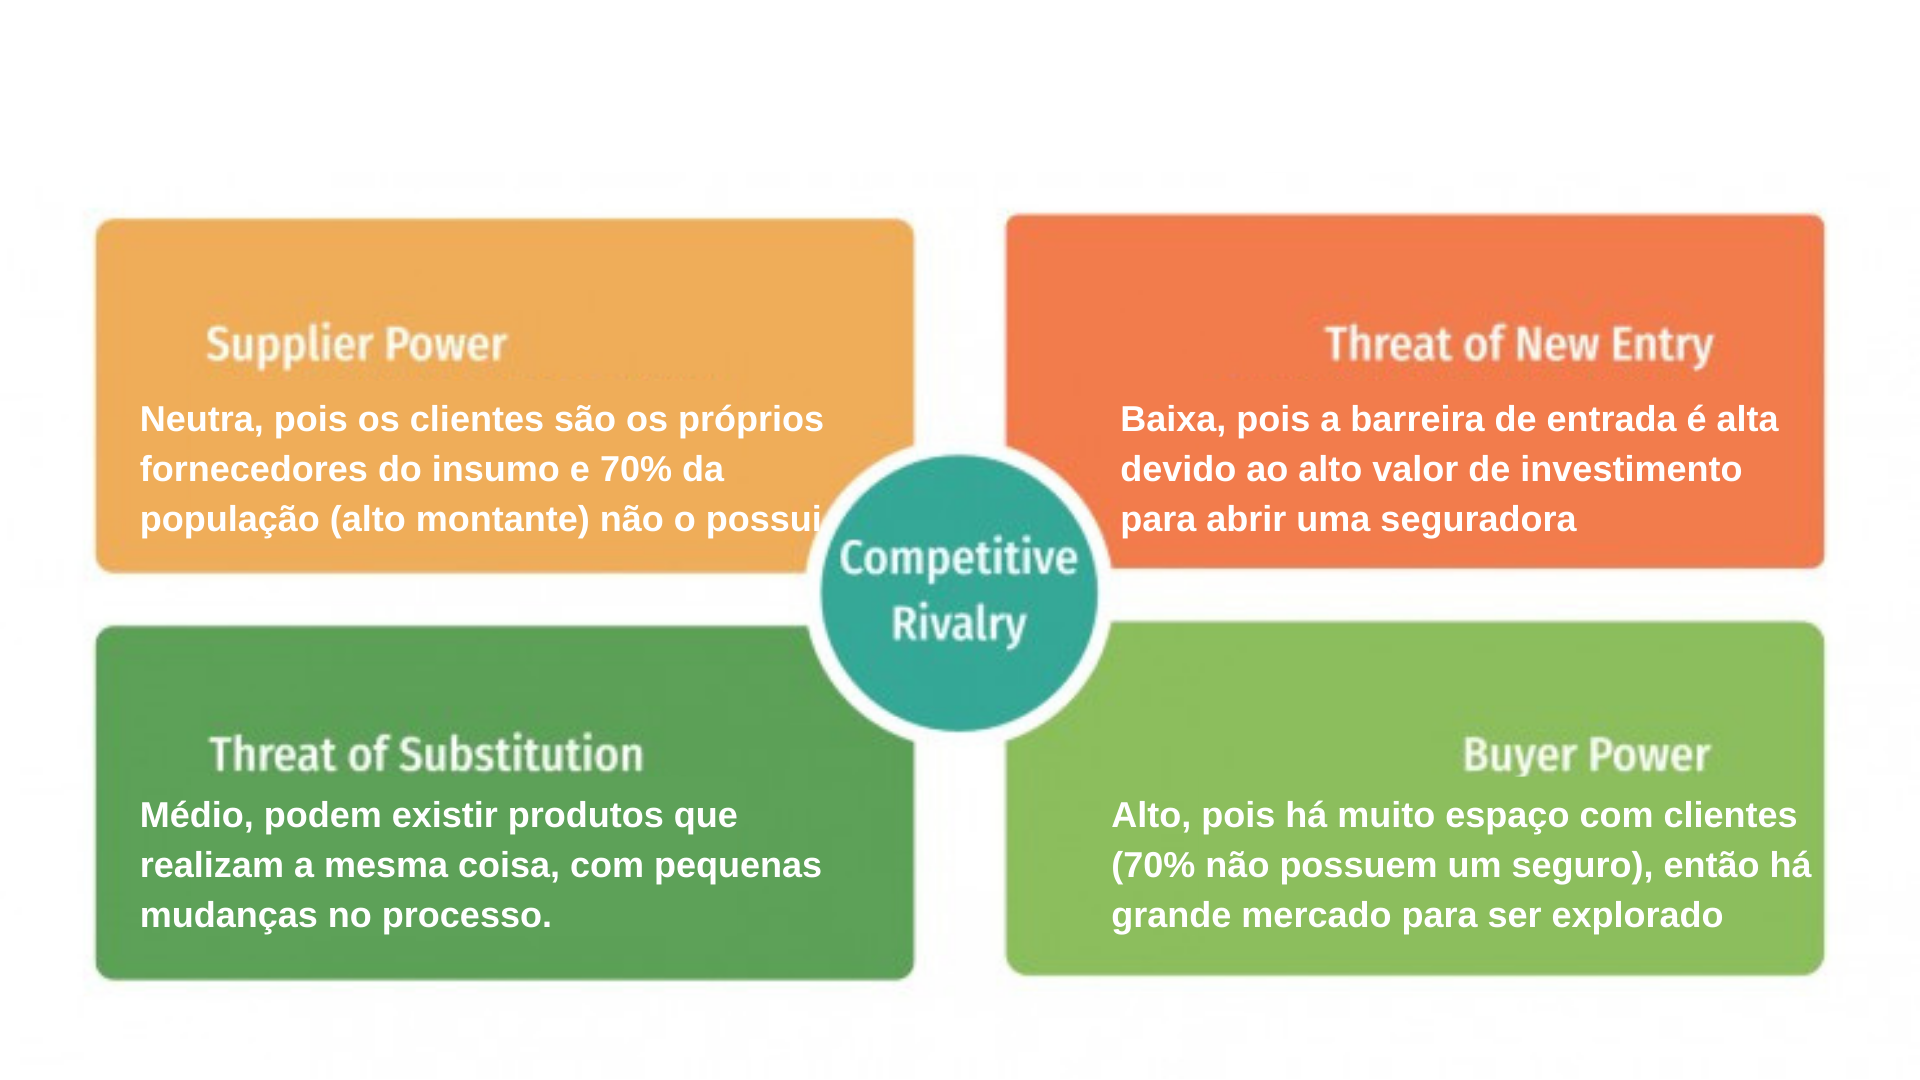 Supplier Power
Neutra, pois os clientes são os próprios
fornecedores do insumo e 70% da
população (alto montante) não o possui
Threat of New Entry
Baixa, pois a barreira de entrada é alta
devido ao alto valor de investimento
para abrir uma seguradora
Competitive
Rivalry
Threat of Substitution
Médio, podem existir produtos que
realizam a mesma coisa, com pequenas
mudanças no processo.
Buyer Power
Alto, pois há muito espaço com clientes
(70% não possuem um seguro), então há
grande mercado para ser explorado